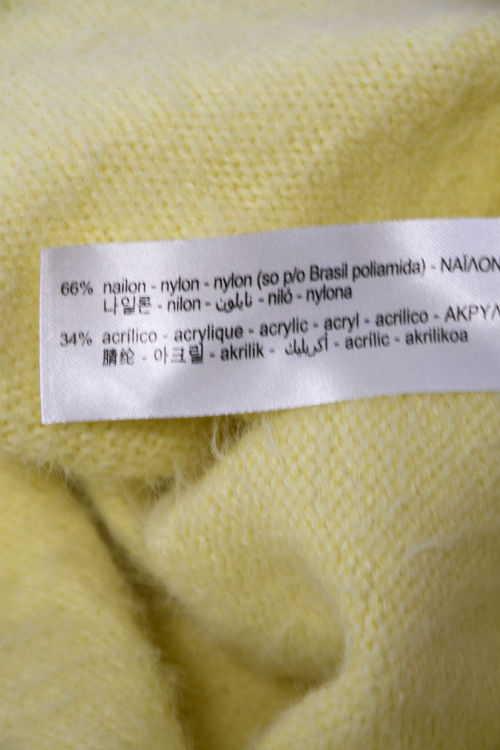 66% nailon - nylon - nylon (so p/o Brasil poliamida) - ΝΑΪΛΟΝ
나일론 - nilon - نايلون - niló - nylona
34% acrílico - acrylique - acrylic - acryl - acrilico - ΑΚΡΥΛ
腈纶 - 아크릴 - akrilik - أكريليك - acrílic - akrilikoa